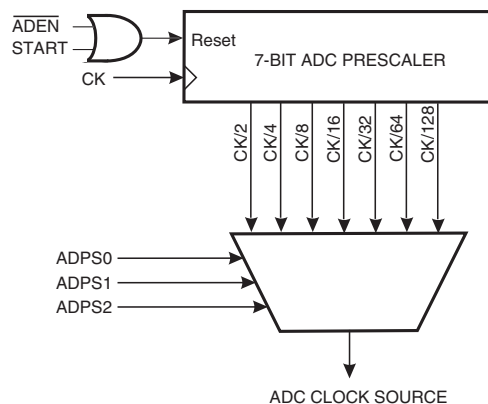 ADEN
START
Reset
7-BIT ADC PRESCALER
CK
CK/2
CK/4
CK/8
CK/16
CK/32
CK/64
CK/128
ADPS0
ADPS1
ADPS2
ADC CLOCK SOURCE